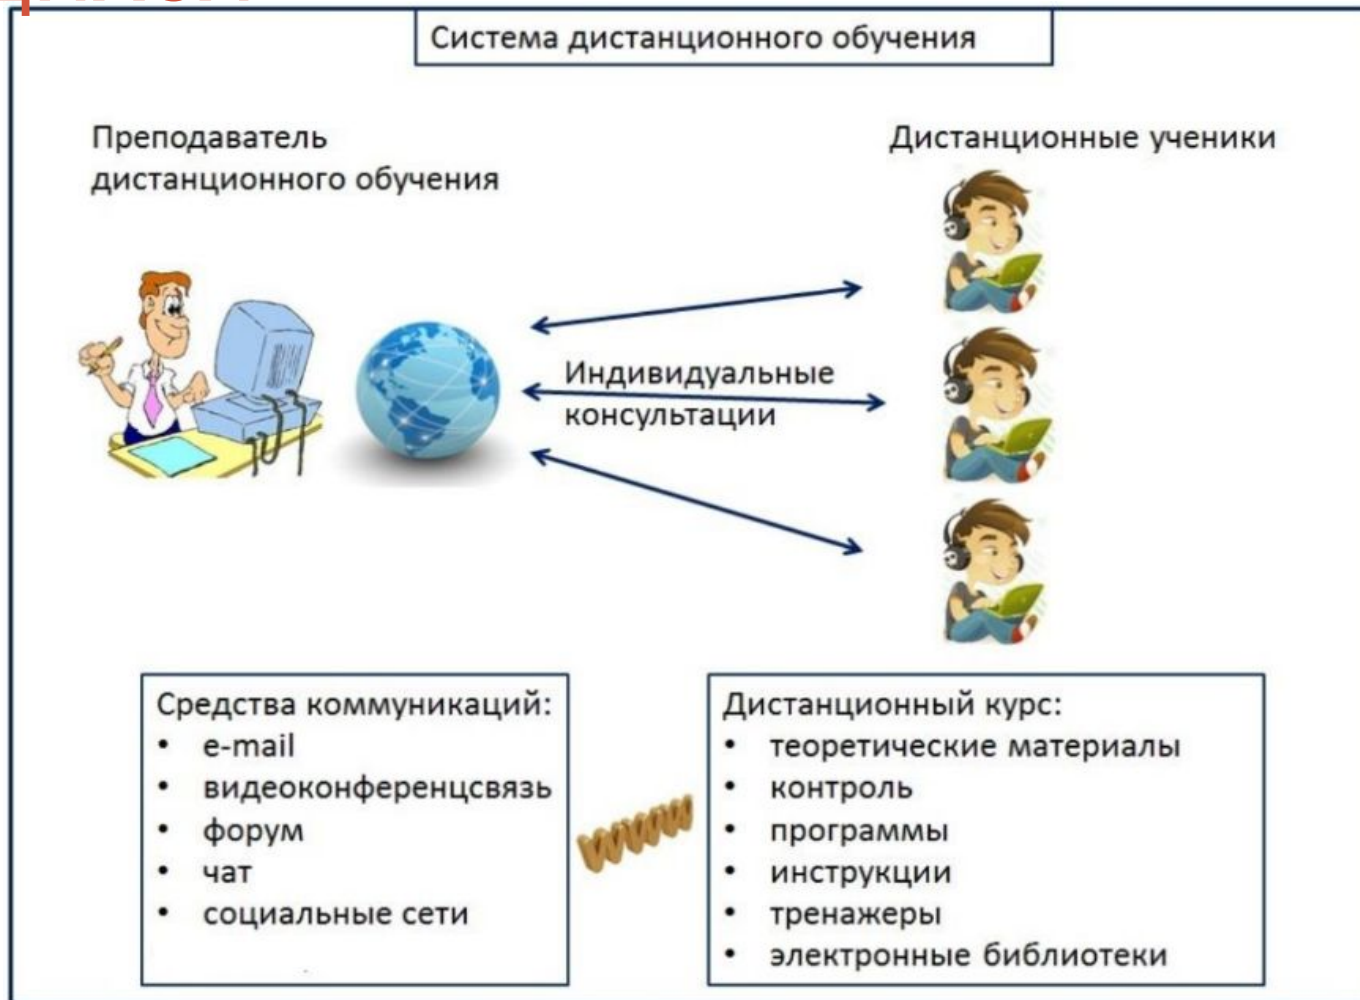 Система дистанционного обучения
Преподаватель
дистанционного обучения
Дистанционные ученики
Индивидуальные
консультации
Средства коммуникаций:
• e-mail
• видеоконференцсвязь
• форум
• чат
• социальные сети
www
Дистанционный курс:
• теоретические материалы
• контроль
• программы
• инструкции
• тренажеры
• электронные библиотеки